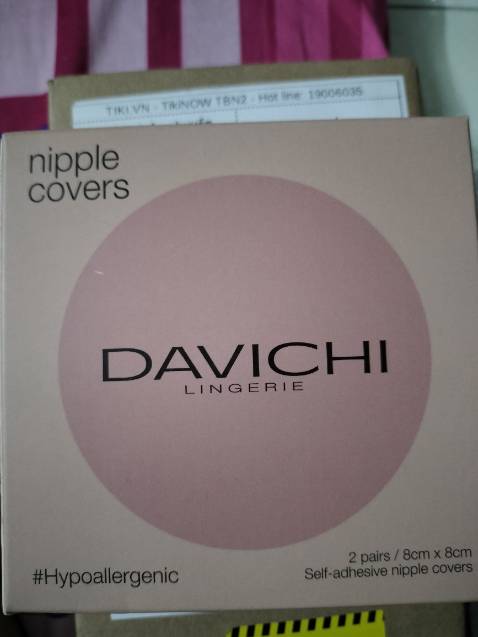 TIKI.VN - TikiNOW TBN2 - Hot line: 19006035
nipple
covers
DAVICHI
LINGERIE
#Hypoallergenic
2 pairs / 8cm x 8cm
Self-adhesive nipple covers